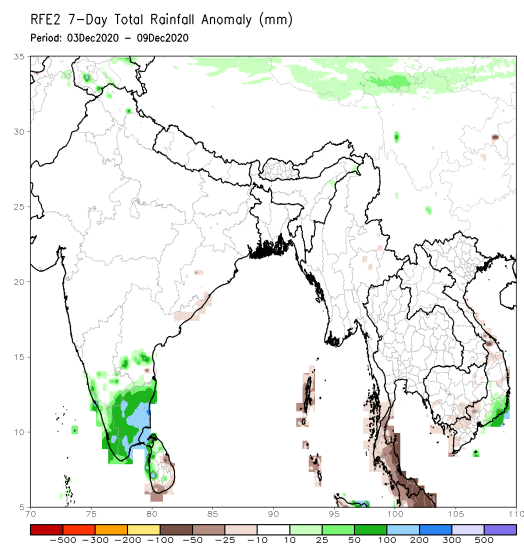 RFE2 7-Day Total Rainfall Anomaly (mm)
Period: 03Dec2020 - 09Dec2020
35
30
25
20
15
10
5
70 75 80 85 90 95 100 105 110
-500 -300 -200 -100 -50 -25 -10 10 25 50 100 200 300 500